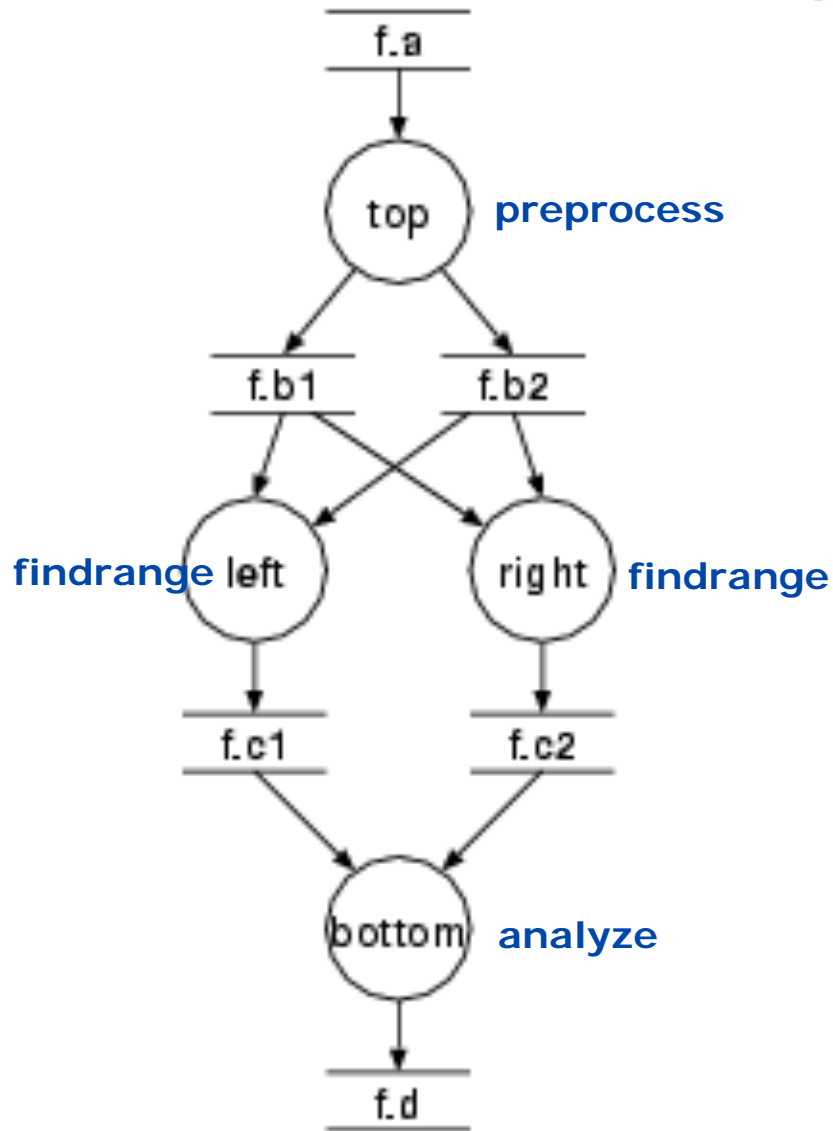 f.a
top
preprocess
f.b1
f.b2
findrange
left
right
findrange
f.c1
f.c2
bottom
analyze
f.d